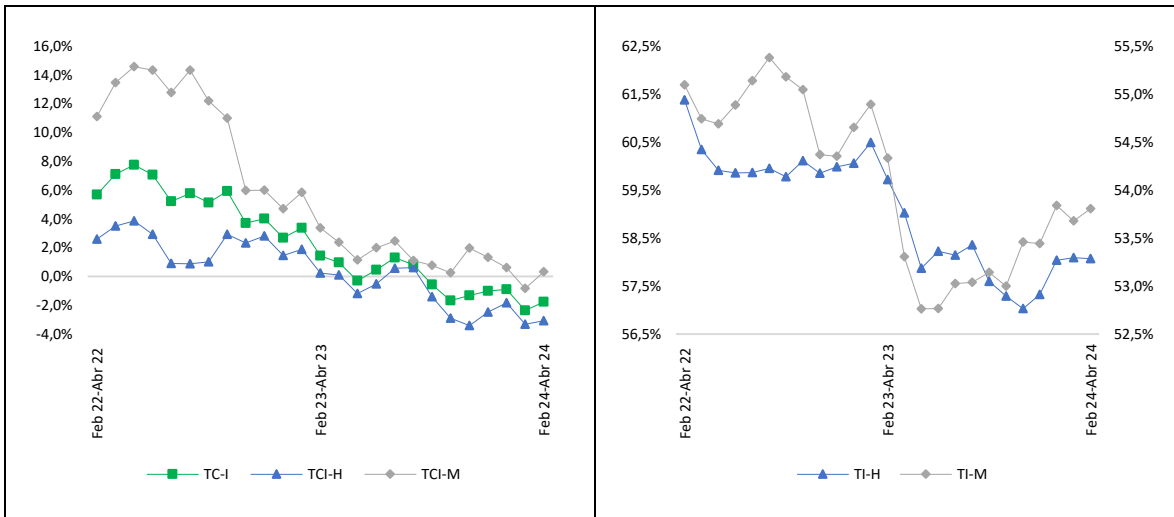 16,0%
14,0%
12,0%
10,0%
8,0%
6,0%
4,0%
2,0%
0,0%
-2,0%
-4,0%
Feb 22-Abr 22
Feb 23-Abr 23
Feb 24-Abr 24
TC-I
TCI-H
TCI-M
62,5%
61,5%
60,5%
59,5%
58,5%
57,5%
56,5%
55,5%
55,0%
54,5%
54,0%
53,5%
53,0%
52,5%
Feb 22-Abr 22
Feb 23-Abr 23
Feb 24-Abr 24
TI-H
TI-M